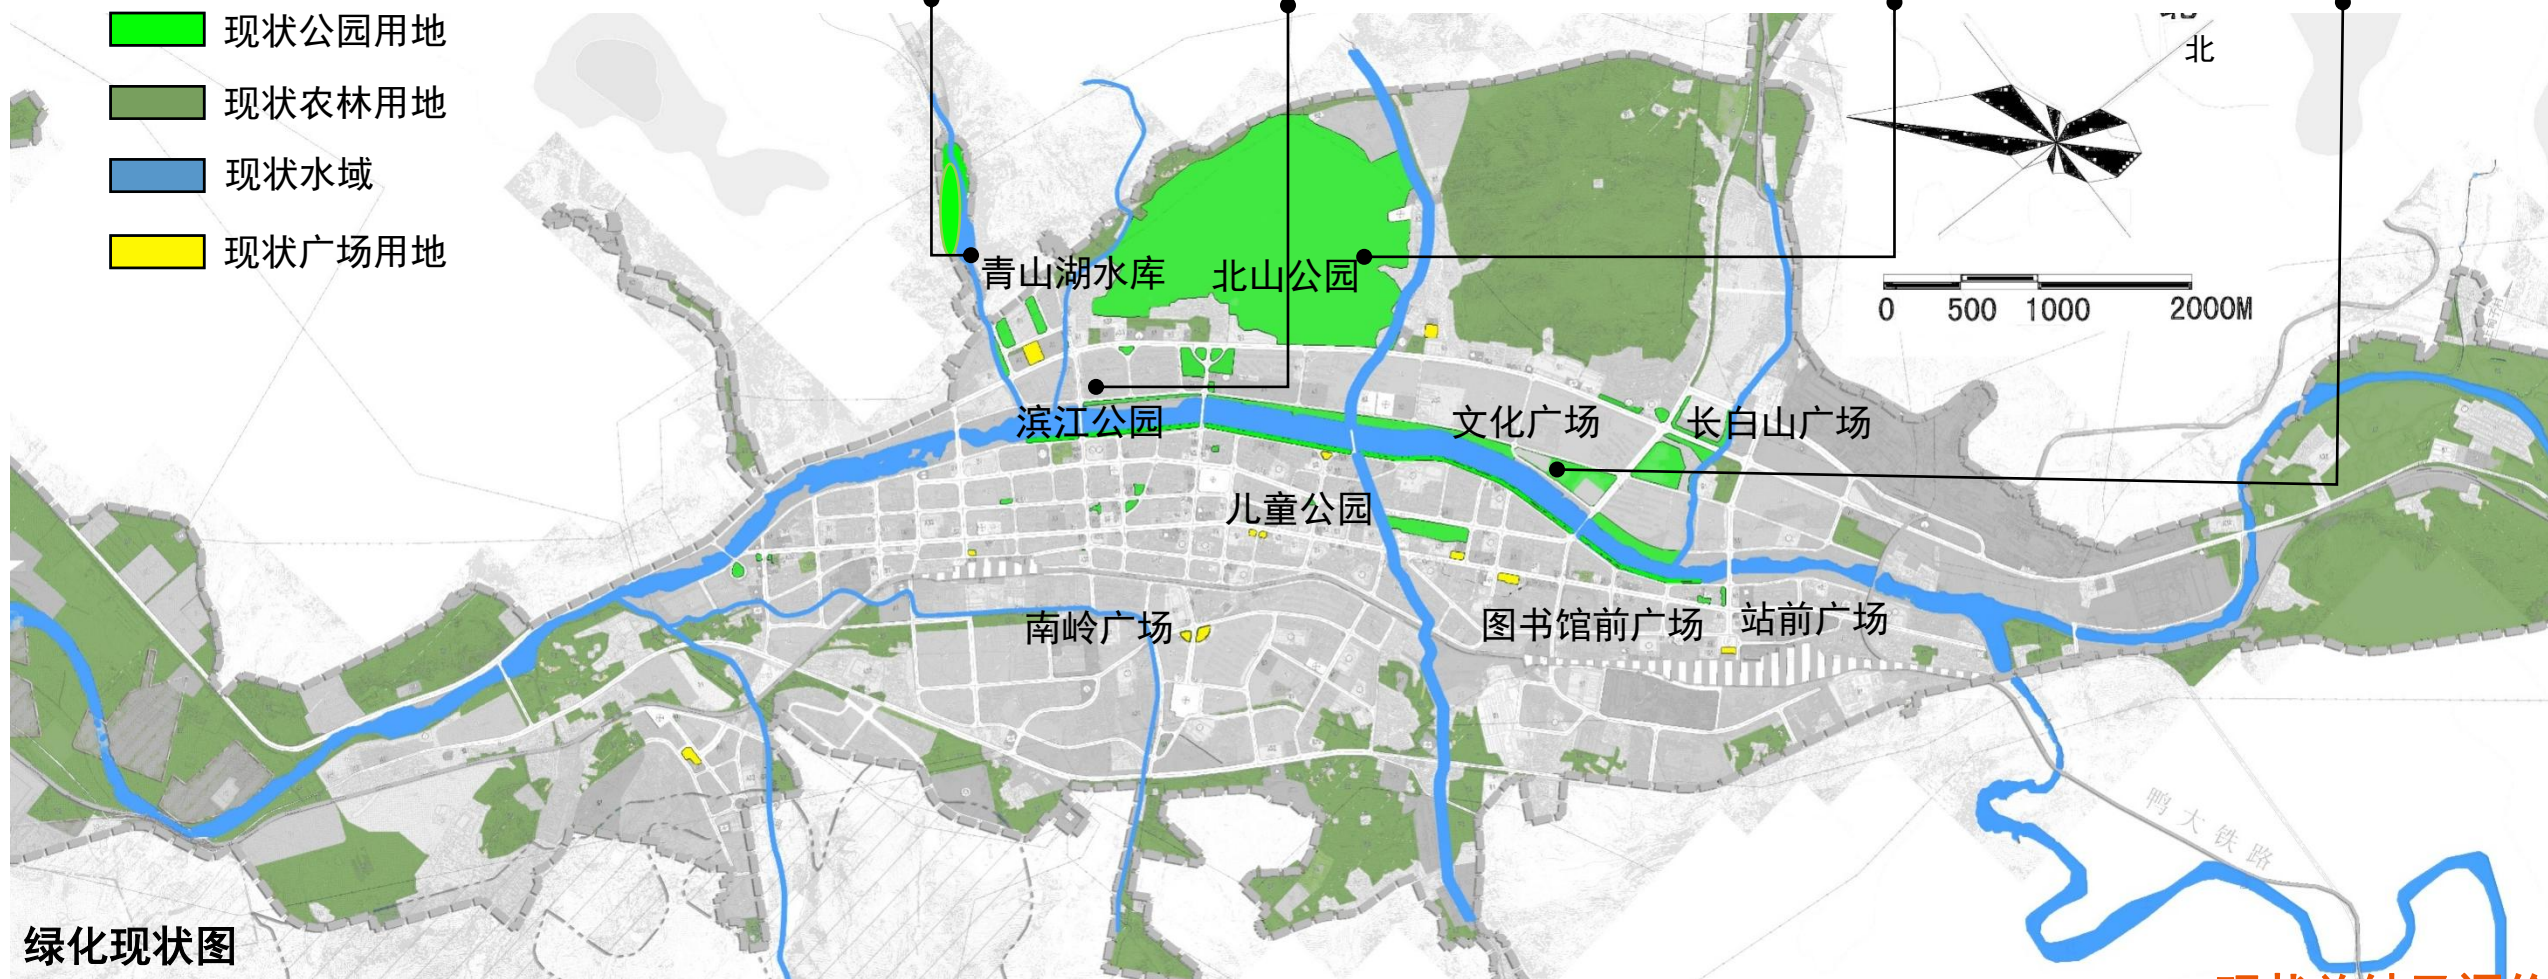 现状公园用地
现状农林用地
现状水域
现状广场用地
北
0 500 1000 2000M
青山湖水库
北山公园
滨江公园
文化广场
长白山广场
儿童公园
南岭广场
图书馆前广场
站前广场
鸭大铁路
绿化现状图